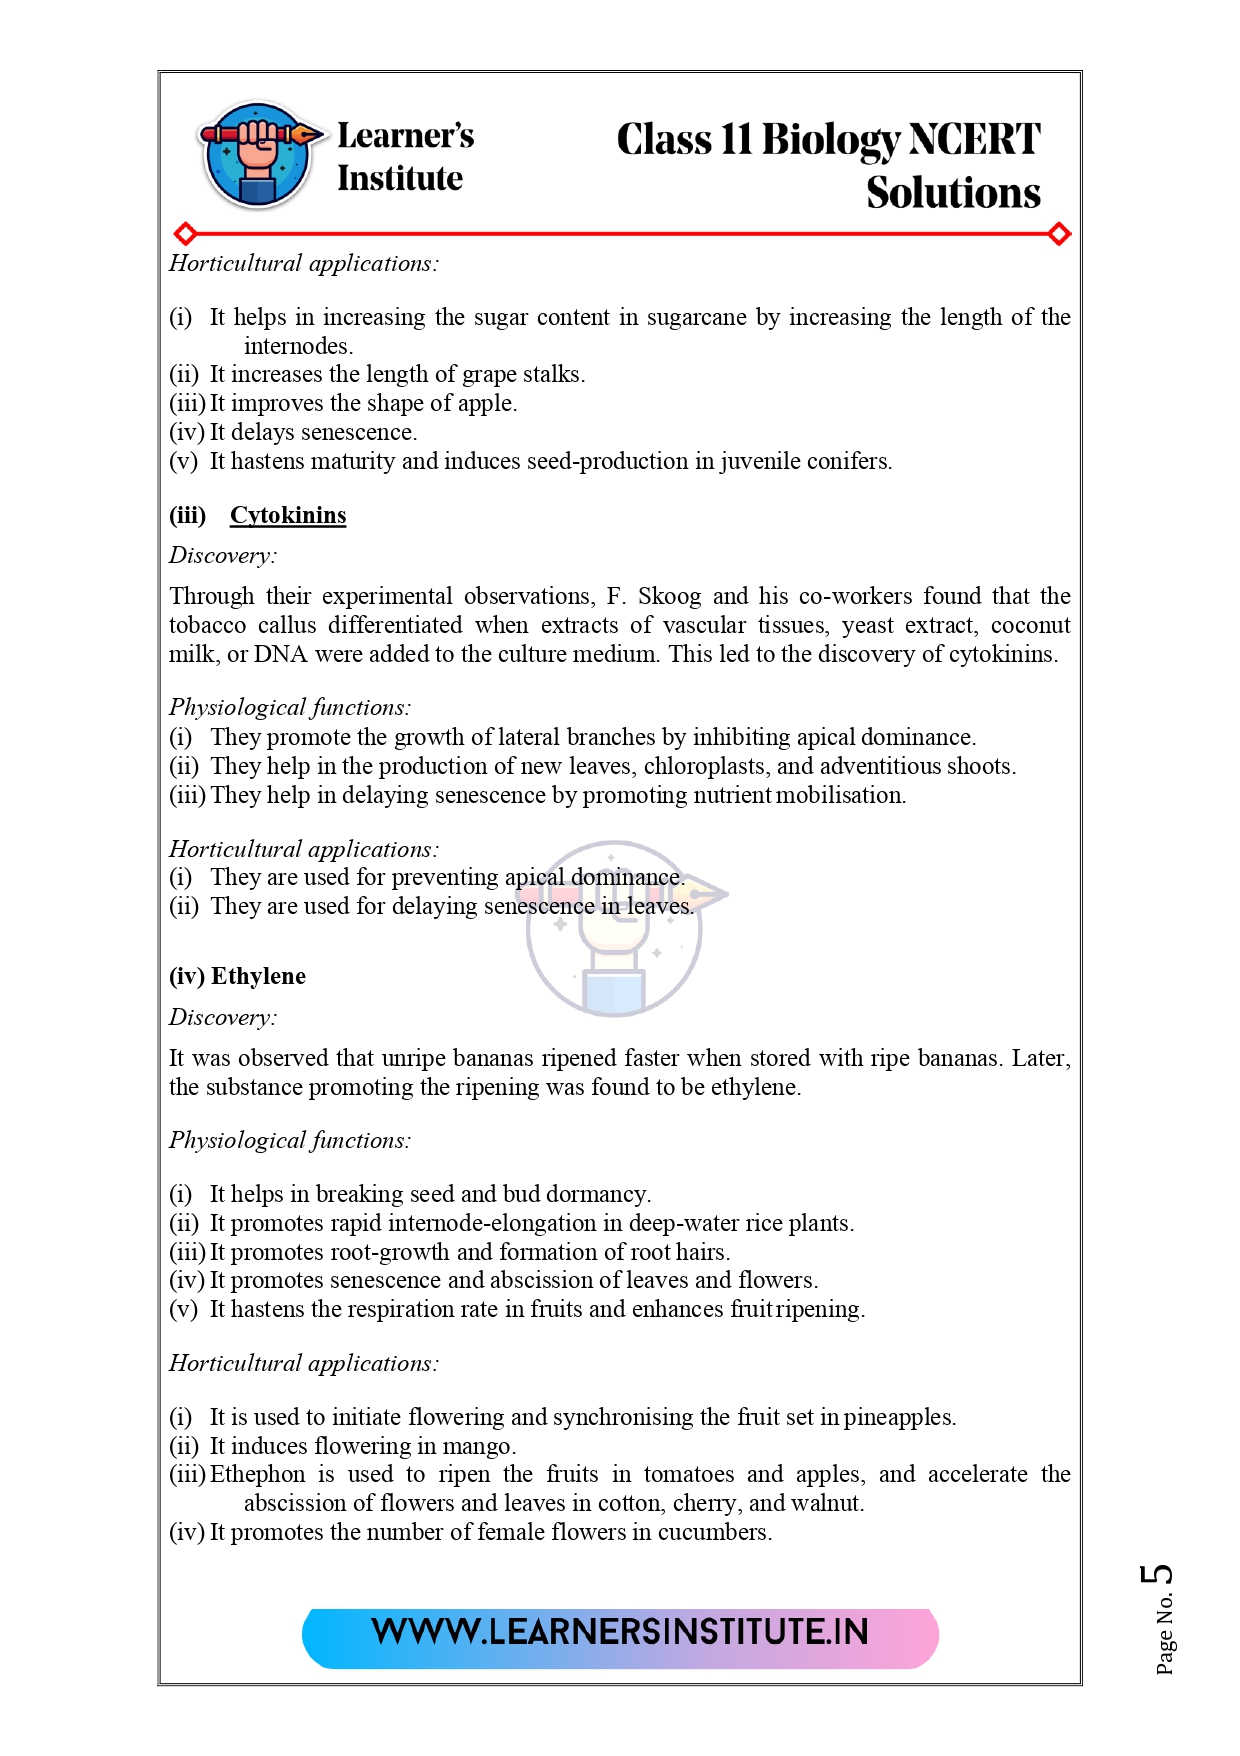 Learner's
Institute
Class 11 Biology NCERT
Solutions
Horticultural applications:
(i) It helps in increasing the sugar content in sugarcane by increasing the length of the
internodes.
(ii) It increases the length of grape stalks.
(iii) It improves the shape of apple.
(iv) It delays senescence.
(v) It hastens maturity and induces seed-production in juvenile conifers.
(iii) Cytokinins
Discovery:
Through their experimental observations, F. Skoog and his co-workers found that the
tobacco callus differentiated when extracts of vascular tissues, yeast extract, coconut
milk, or DNA were added to the culture medium. This led to the discovery of cytokinins.
Physiological functions:
(i) They promote the growth of lateral branches by inhibiting apical dominance.
(ii) They help in the production of new leaves, chloroplasts, and adventitious shoots.
(iii) They help in delaying senescence by promoting nutrient mobilisation.
Horticultural applications:
(i) They are used for preventing apical dominance.
(ii) They are used for delaying senescence in leaves.
(iv) Ethylene
Discovery:
It was observed that unripe bananas ripened faster when stored with ripe bananas. Later,
the substance promoting the ripening was found to be ethylene.
Physiological functions:
(i) It helps in breaking seed and bud dormancy.
(ii) It promotes rapid internode-elongation in deep-water rice plants.
(iii) It promotes root-growth and formation of root hairs.
(iv) It promotes senescence and abscission of leaves and flowers.
(v) It hastens the respiration rate in fruits and enhances fruit ripening.
Horticultural applications:
(i) It is used to initiate flowering and synchronising the fruit set in pineapples.
(ii) It induces flowering in mango.
(iii) Ethephon is used to ripen the fruits in tomatoes and apples, and accelerate the
abscission of flowers and leaves in cotton, cherry, and walnut.
(iv) It promotes the number of female flowers in cucumbers.
WWW.LEARNERSINSTITUTE.IN
Page No. 5